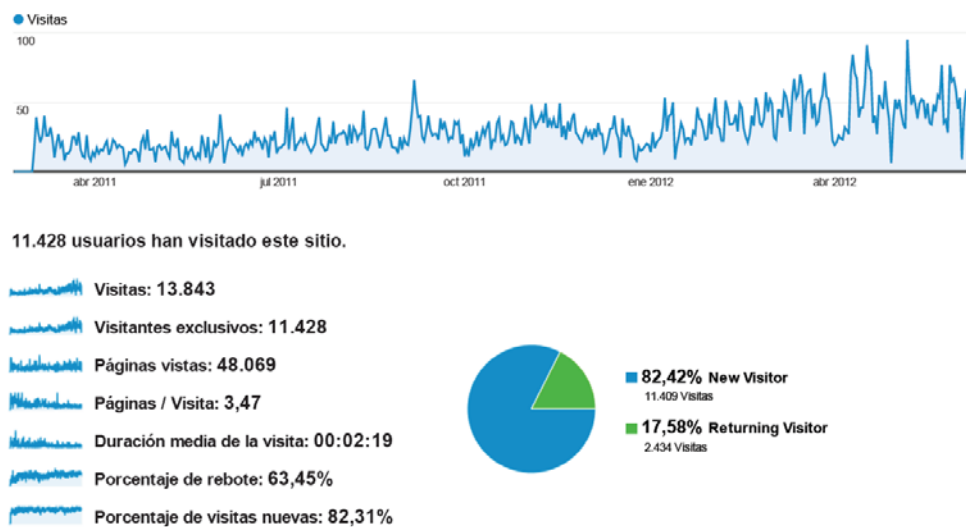 Visitas
100
50
abr 2011 jul 2011 oct 2011 ene 2012 abr 2012
11.428 usuarios han visitado este sitio.
Visitas: 13.843
Visitantes exclusivos: 11.428
Páginas vistas: 48.069
Páginas / Visita: 3,47
Duración media de la visita: 00:02:19
Porcentaje de rebote: 63,45%
Porcentaje de visitas nuevas: 82,31%
82,42% New Visitor
11.409 Visitas
17,58% Returning Visitor
2.434 Visitas